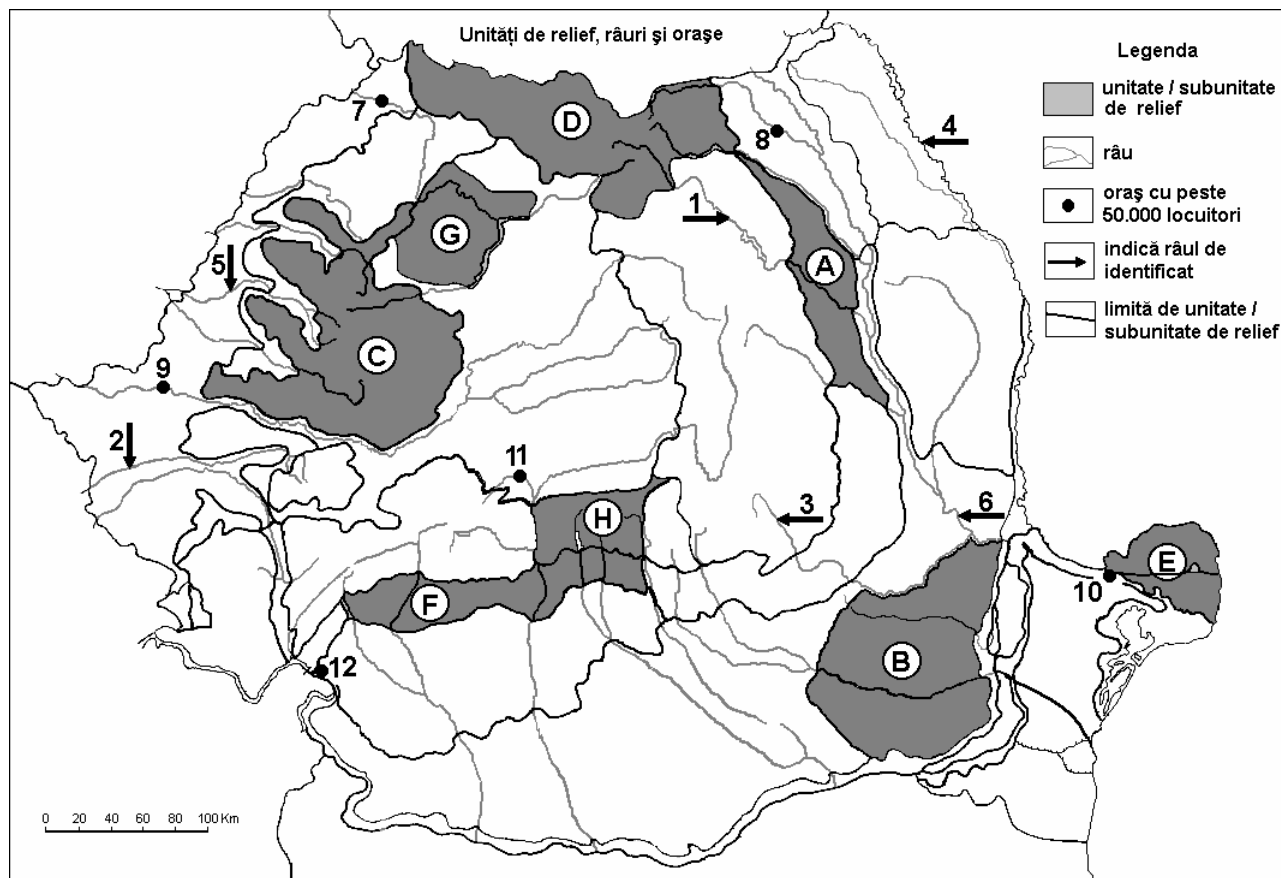 Unități de relief, râuri şi oraşe
Legenda
unitate / subunitate
de relief
râu
oraş cu peste
50.000 locuitori
indică râul de
identificat
limită de unitate /
subunitate de relief
7
D
8
4
1
G
A
5
C
9
2
11
H
3
6
E
10
F
B
12
0 20 40 60 80 100 Km